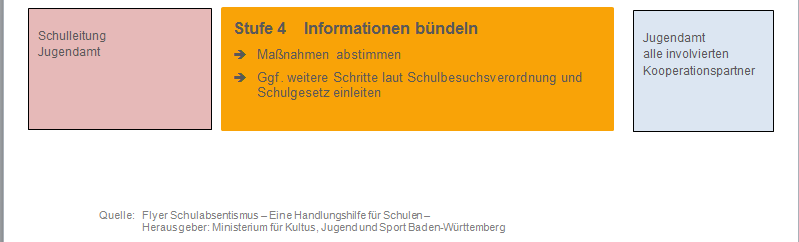 Schulleitung
Jugendamt
Stufe 4 Informationen bündeln
➔ Maßnahmen abstimmen
➔ Ggf. weitere Schritte laut Schulbesuchsverordnung und
Schulgesetz einleiten
Jugendamt
alle involvierten
Kooperationspartner
Quelle: Flyer Schulabsentismus – Eine Handlungshilfe für Schulen –
Herausgeber: Ministerium für Kultus, Jugend und Sport Baden-Württemberg